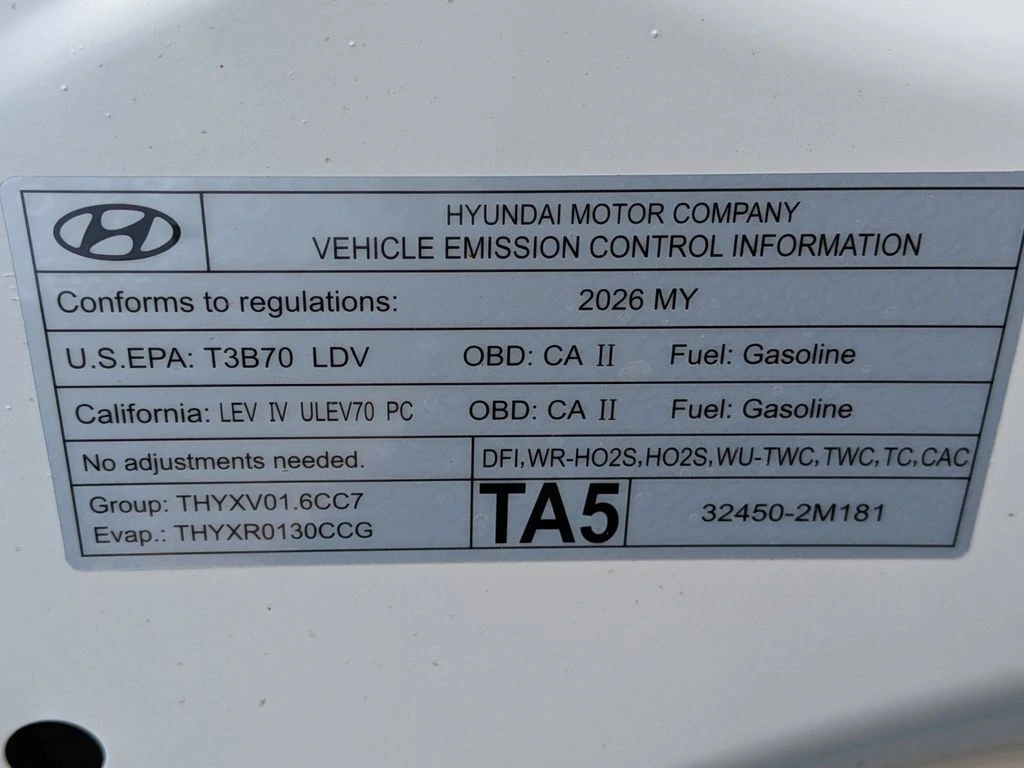 HYUNDAI MOTOR COMPANY
VEHICLE EMISSION CONTROL INFORMATION
Conforms to regulations: 2026 MY
U.S.EPA: T3B70 LDV OBD: CA II Fuel: Gasoline
California: LEV IV ULEV70 PC OBD: CA II Fuel: Gasoline
No adjustments needed. DFI,WR-HO2S,HO2S,WU-TWC,TWC,TC,CAC
Group: THYXV01.6CC7
Evap.: THYXR0130CCG
TA5
32450-2M181